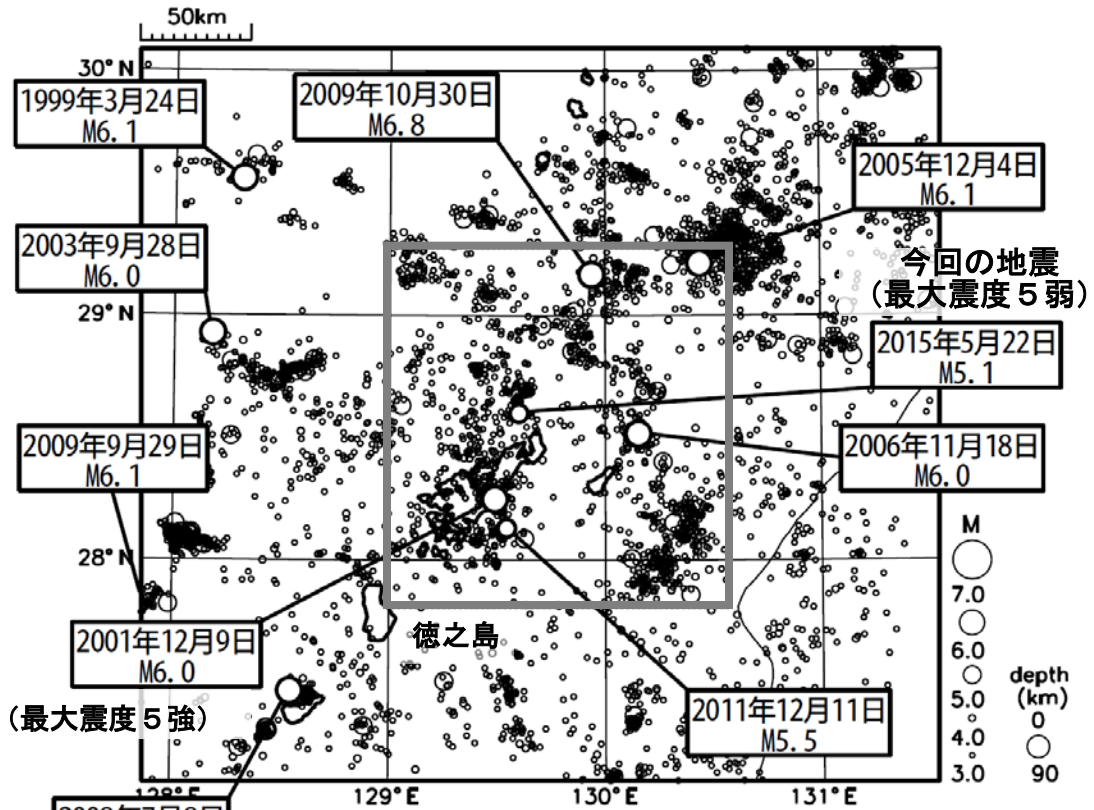 50km
30°N
1999年3月24日
M6.1
2009年10月30日
M6.8
2005年12月4日
M6.1
2003年9月28日
M6.0
今回の地震
（最大震度５弱）
29°N
2015年5月22日
M5.1
2009年9月29日
M6.1
2006年11月18日
M6.0
28°N
M
7.0
6.0
5.0
4.0
3.0
depth
(km)
0
90
徳之島
2001年12月9日
M6.0
（最大震度５強）
2011年12月11日
M5.5
128°E
129°E
130°E
131°E